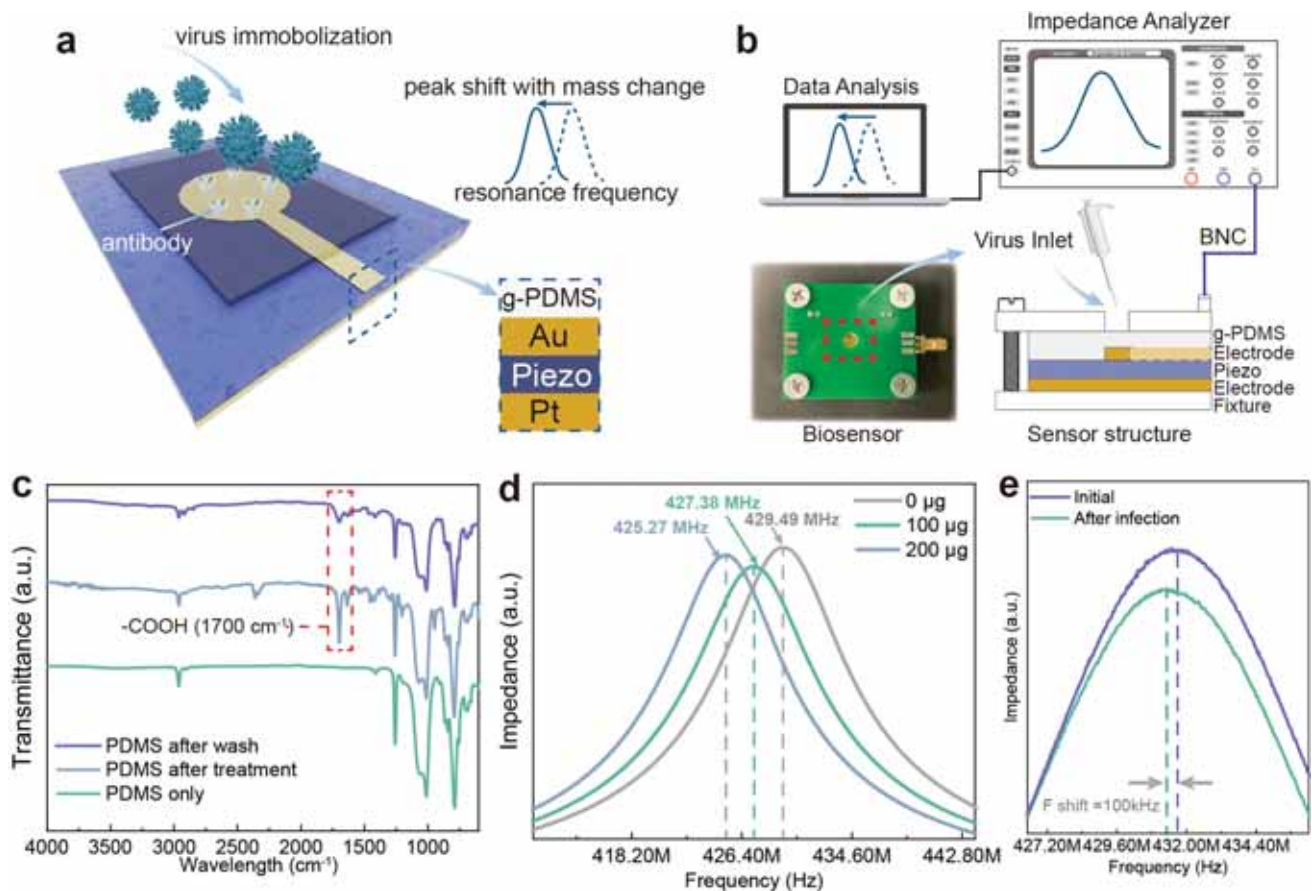 a
virus immobolization
peak shift with mass change
resonance frequency
antibody
g-PDMS
Au
Piezo
Pt
b
Impedance Analyzer
Data Analysis
Virus Inlet
BNC
g-PDMS
Electrode
Piezo
Electrode
Fixture
Biosensor
Sensor structure
c
Transmittance (a.u.)
-COOH (1700 cm⁻¹)
PDMS after wash
PDMS after treatment
PDMS only
4000 3500 3000 2500 2000 1500 1000
Wavelength (cm⁻¹)
d
427.38 MHz
425.27 MHz
429.49 MHz
0 µg
100 µg
200 µg
Impedance (a.u.)
418.20M 426.40M 434.60M 442.80M
Frequency (Hz)
e
Initial
After infection
Impedance (a.u.)
F shift =100kHz
427.20M 429.60M 432.00M 434.40M
Frequency (Hz)